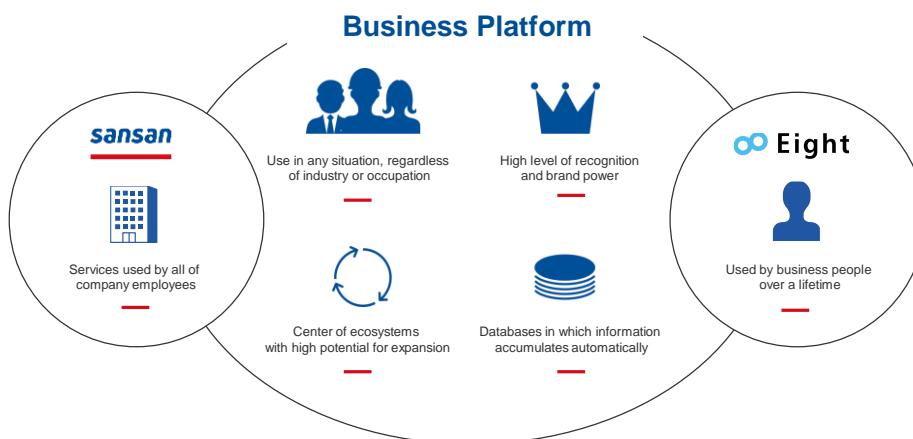 Business Platform
sansan
Services used by all of
company employees
Use in any situation, regardless
of industry or occupation
High level of recognition
and brand power
Center of ecosystems
with high potential for expansion
Databases in which information
accumulates automatically
Eight
Used by business people
over a lifetime